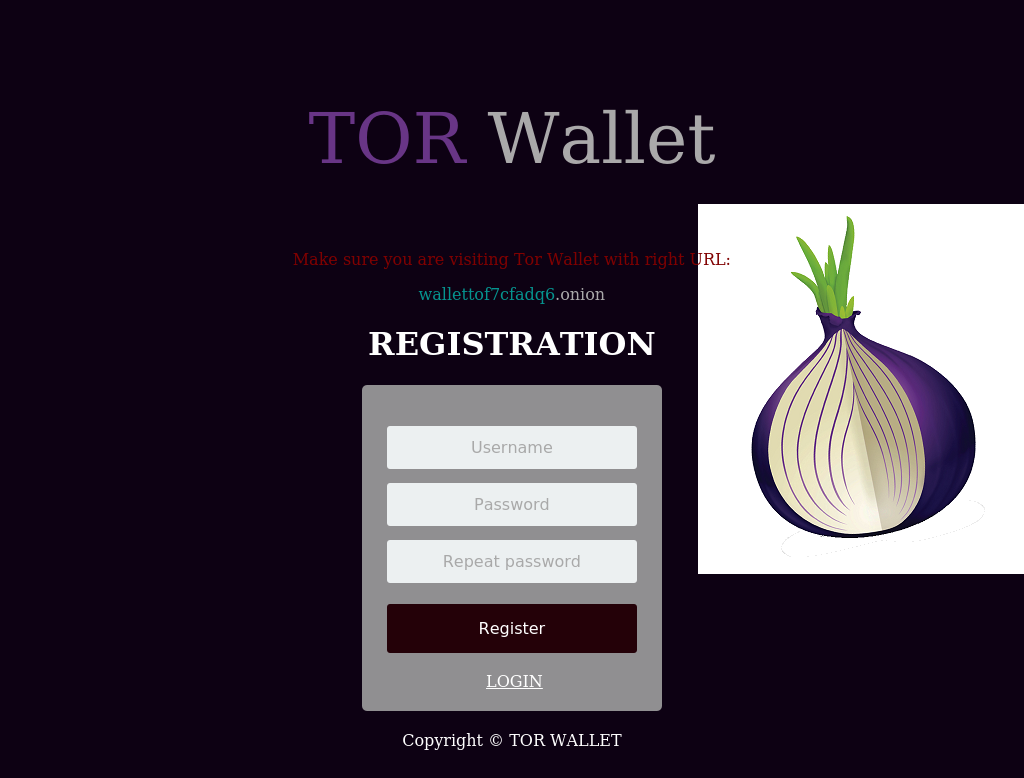 TOR Wallet
Make sure you are visiting Tor Wallet with right URL:
wallettof7cfadq6.onion
REGISTRATION
Username
Password
Repeat password
Register
LOGIN
Copyright © TOR WALLET